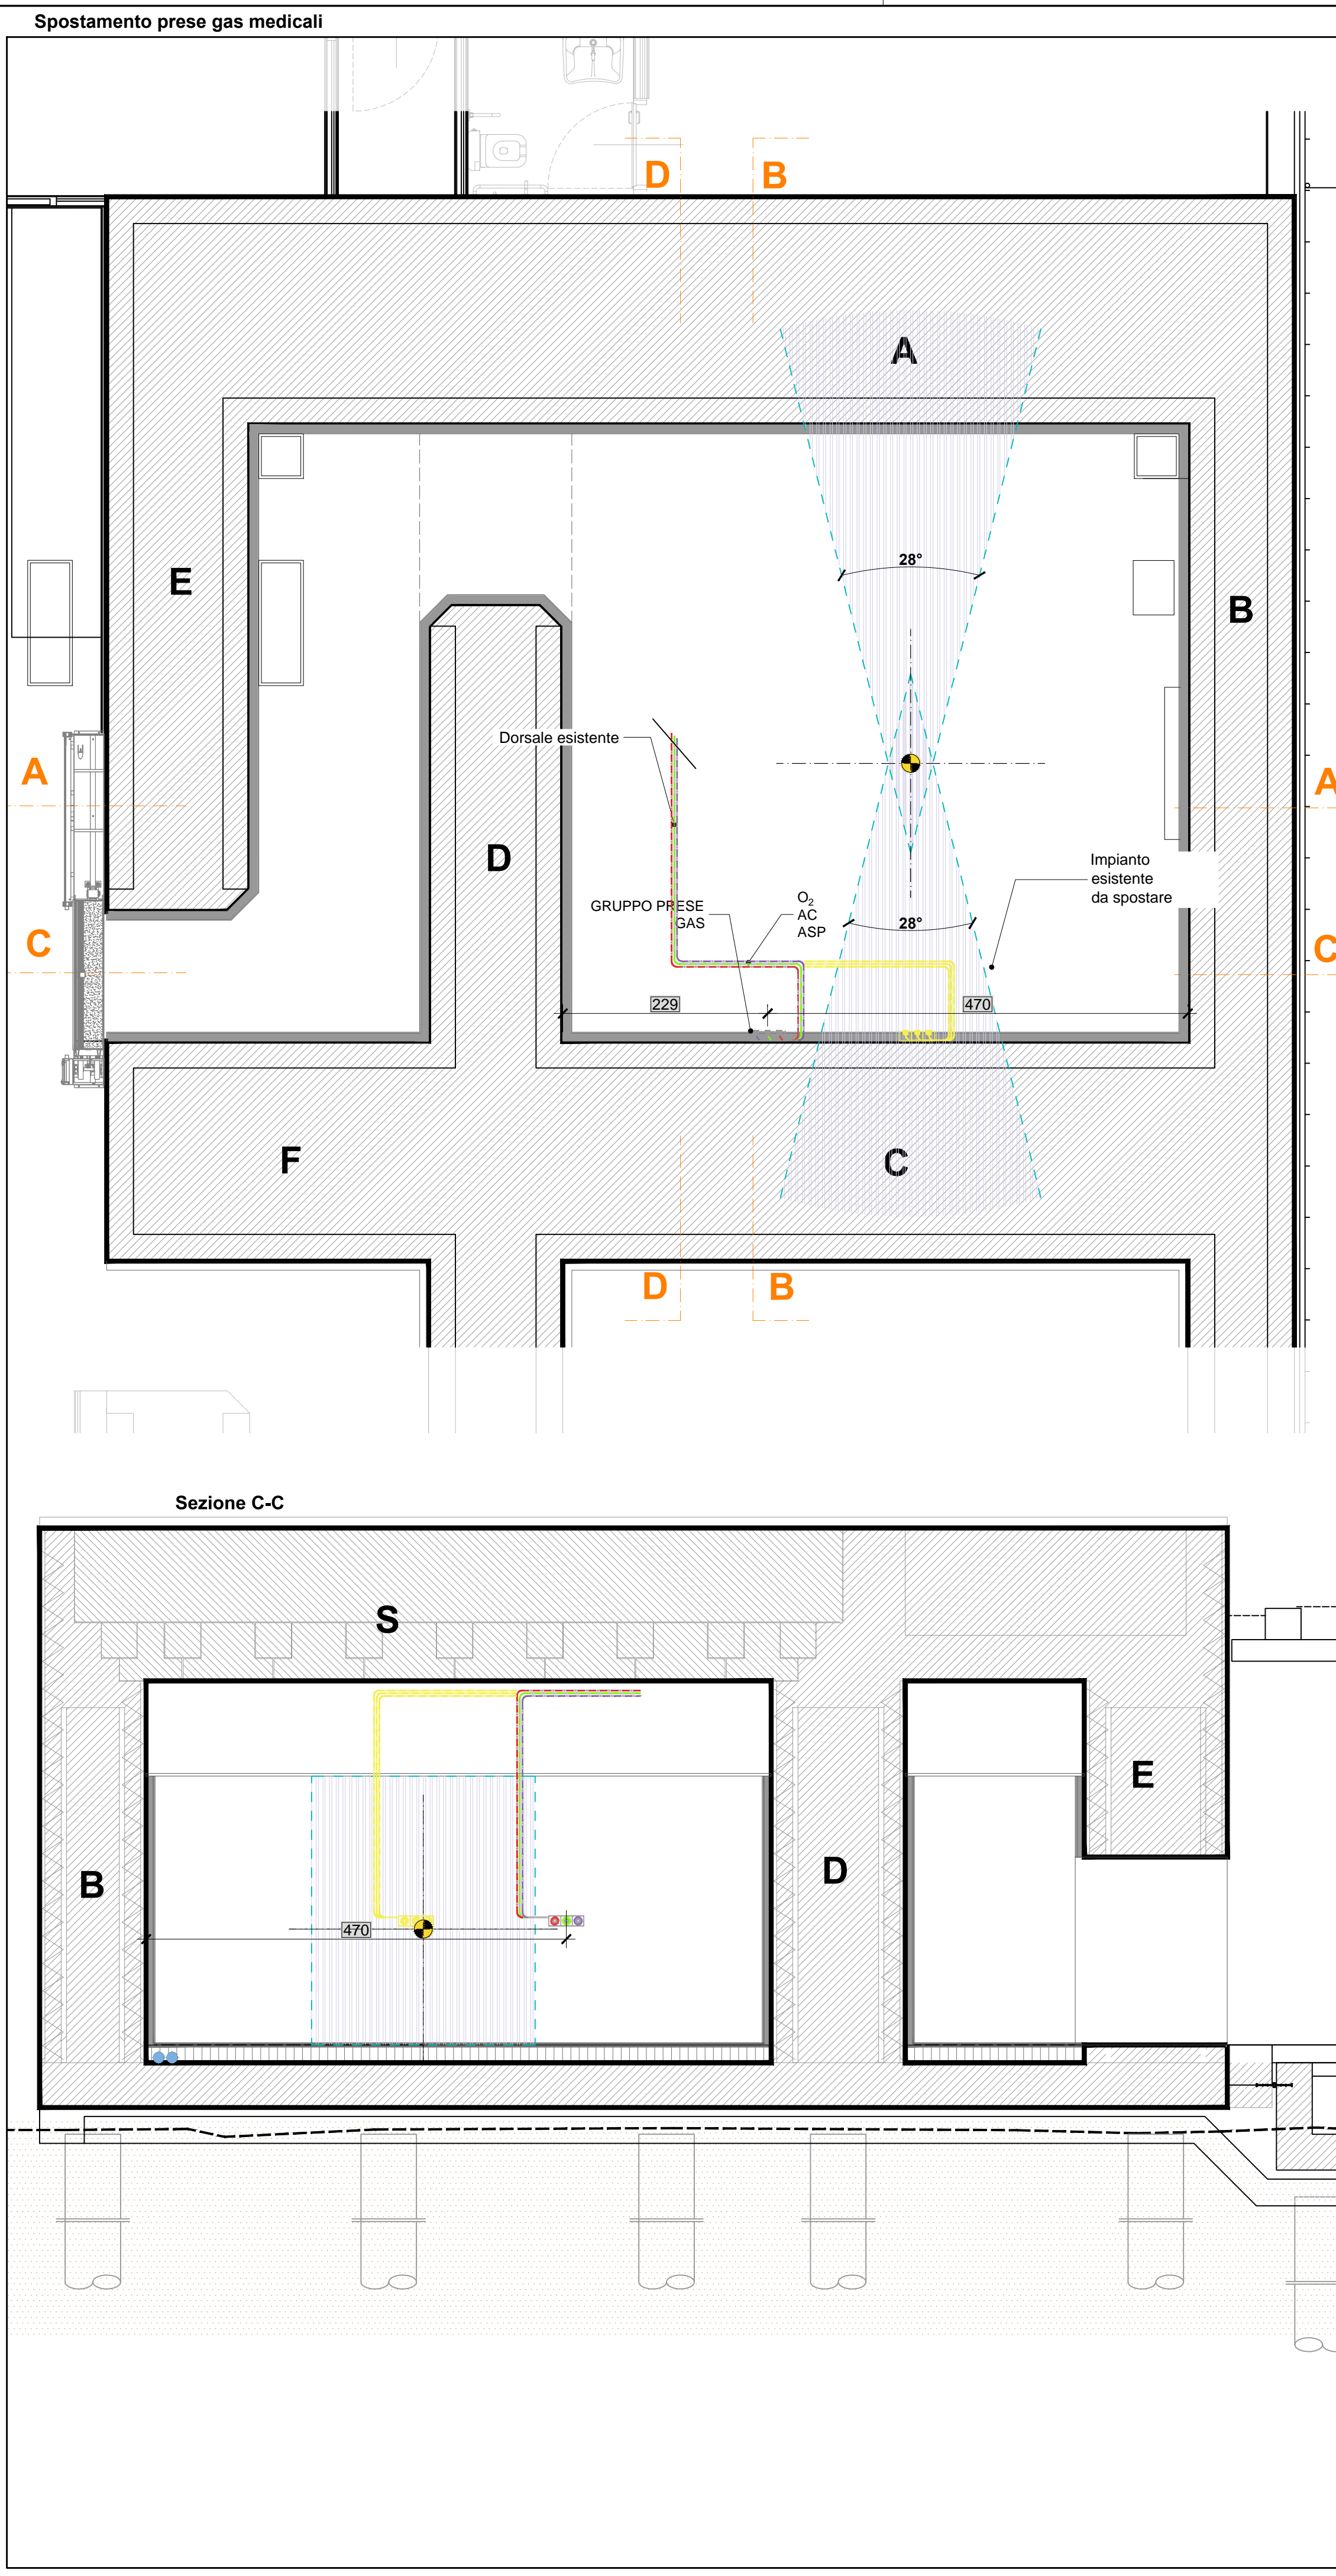 Spostamento prese gas medicali
D
B
A
28°
E
B
Dorsale esistente
A
A
D
Impianto
esistente
da spostare
O₂
AC
ASP
GRUPPO PRESE
GAS
28°
C
C
229
470
F
C
D
B
Sezione C-C
S
E
B
D
470